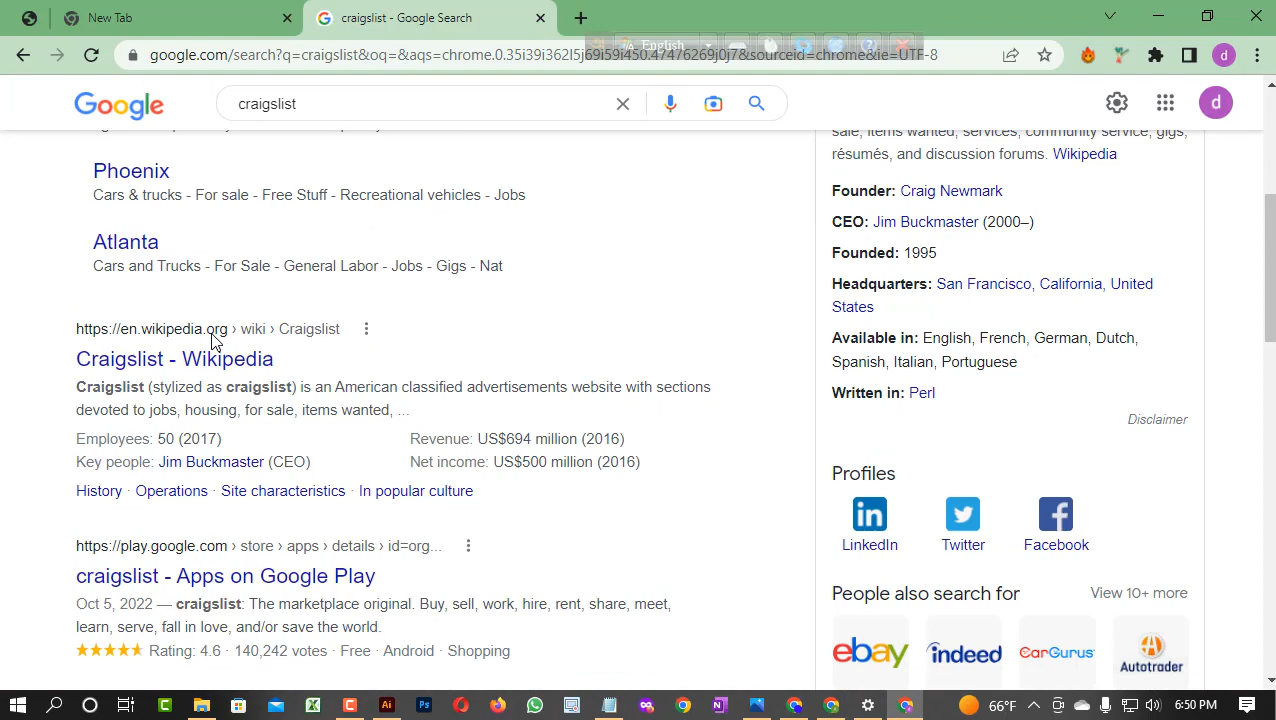 New Tab
craigslist - Google Search
English
google.com/search?q=craigslist&oq=&aqs=chrome.0.35i39i362l5j69i59i450.47476269j0j7&sourceid=chrome&ie=UTF-8
d
Google
craigslist
d
sale, items wanted, services, community service, gigs,
résumés, and discussion forums. Wikipedia
Phoenix
Cars & trucks - For sale - Free Stuff - Recreational vehicles - Jobs
Atlanta
Cars and Trucks - For Sale - General Labor - Jobs - Gigs - Nat
https://en.wikipedia.org › wiki › Craigslist
Craigslist - Wikipedia
Craigslist (stylized as craigslist) is an American classified advertisements website with sections
devoted to jobs, housing, for sale, items wanted, ...
Employees: 50 (2017)
Revenue: US$694 million (2016)
Key people: Jim Buckmaster (CEO)
Net income: US$500 million (2016)
History · Operations · Site characteristics · In popular culture
https://play.google.com › store › apps › details › id=org...
craigslist - Apps on Google Play
Oct 5, 2022 — craigslist: The marketplace original. Buy, sell, work, hire, rent, share, meet,
learn, serve, fall in love, and/or save the world.
Rating: 4.6 · 140,242 votes · Free · Android · Shopping
Founder: Craig Newmark
CEO: Jim Buckmaster (2000–)
Founded: 1995
Headquarters: San Francisco, California, United
States
Available in: English, French, German, Dutch,
Spanish, Italian, Portuguese
Written in: Perl
Disclaimer
Profiles
in
LinkedIn
Twitter
Facebook
People also search for
View 10+ more
ebay
indeed
CarGurus
Autotrader
Ai
Ps
66°F
6:50 PM